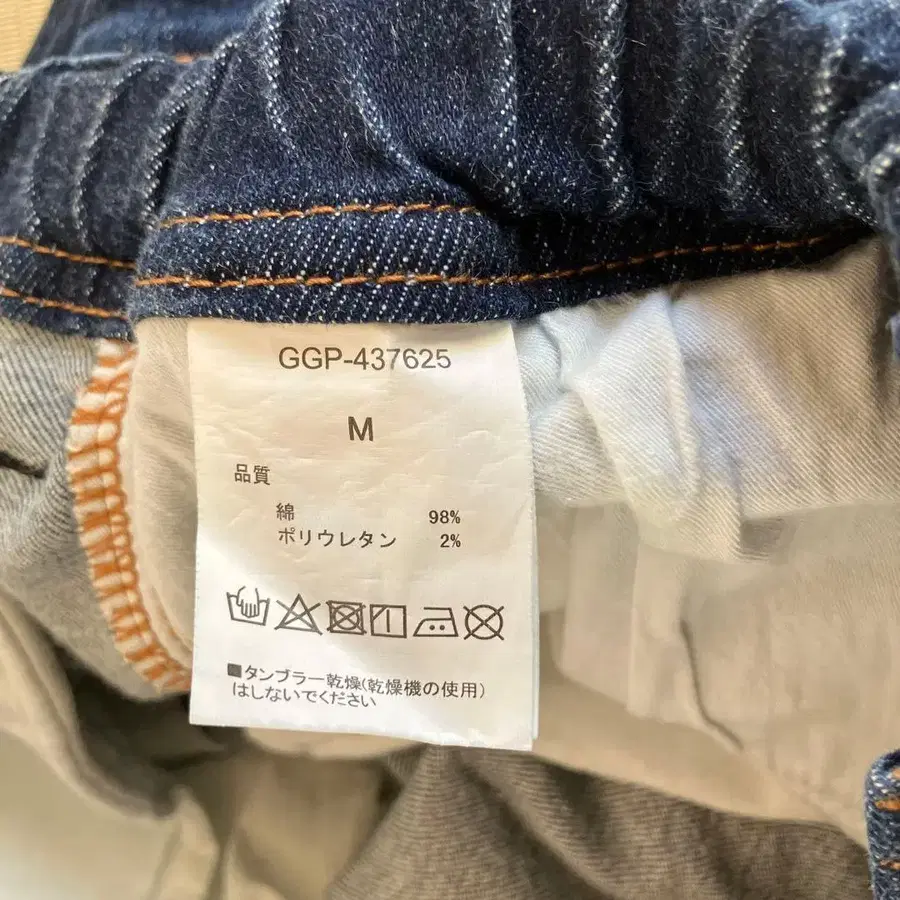 GGP-437625
M
品質
綿 98%
ポリウレタン 2%
■タンブラー乾燥(乾燥機の使用)
はしないでください